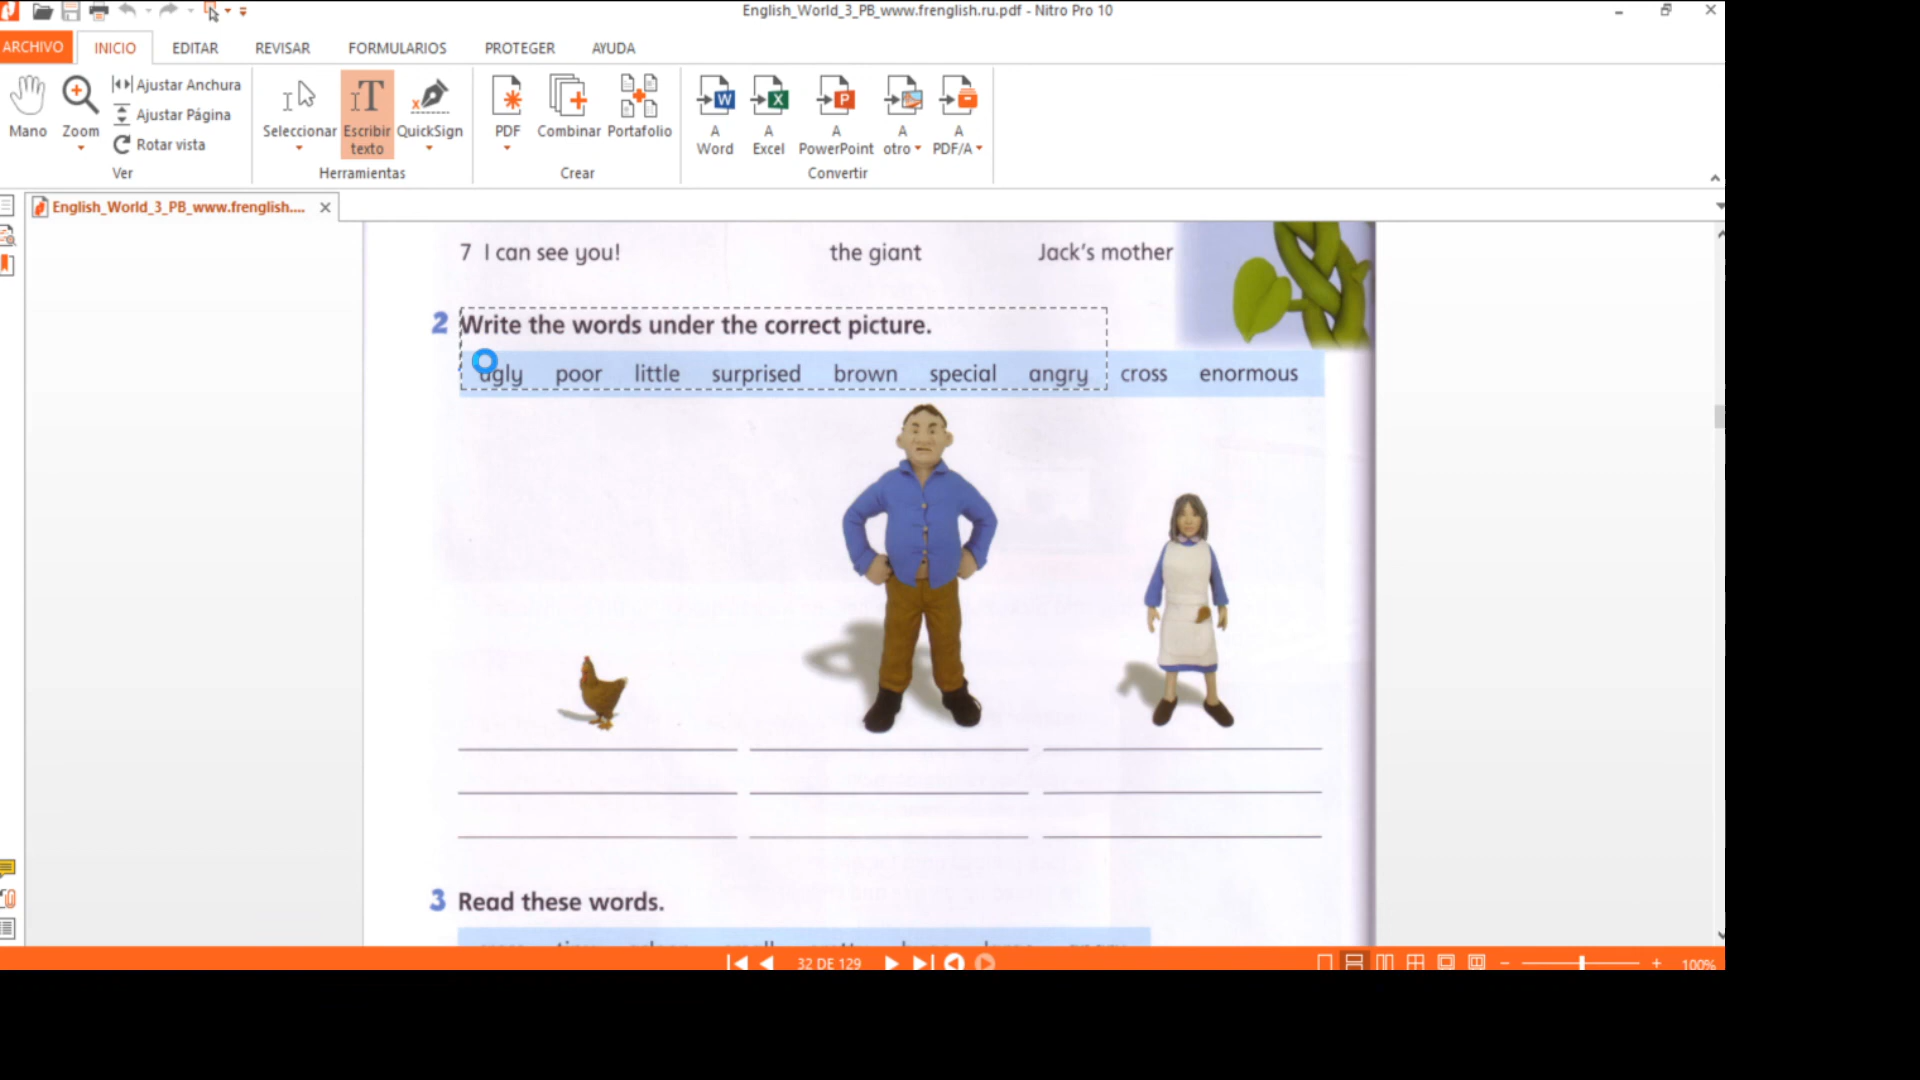 English_World_3_PB_www.frenglish.ru.pdf - Nitro Pro 10
ARCHIVO INICIO EDITAR REVISAR FORMULARIOS PROTEGER AYUDA
Mano
Zoom
Ajustar Anchura
Ajustar Página
Rotar vista
Ver
Seleccionar
Escribir texto
QuickSign
Herramientas
PDF
Combinar
Portafolio
Crear
A Word
A Excel
A PowerPoint
A otro
A PDF/A
Convertir
English_World_3_PB_www.frenglish....
7 I can see you! the giant Jack's mother
2 Write the words under the correct picture.
ugly poor little surprised brown special angry cross enormous
3 Read these words.
32 DE 129
100%